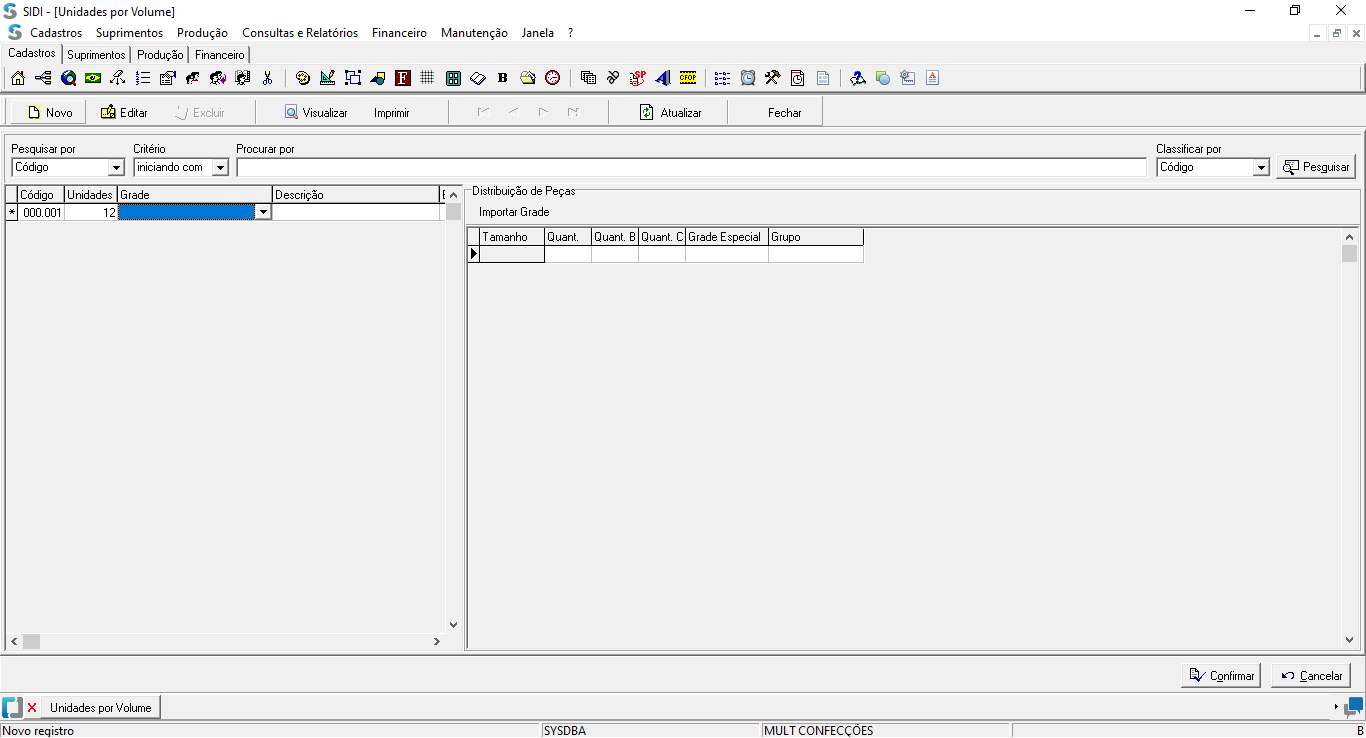 SIDI - [Unidades por Volume]
Cadastros Suprimentos Produção Consultas e Relatórios Financeiro Manutenção Janela ?
Cadastros Suprimentos Produção Financeiro
F B SP CFOP A
Novo Editar Excluir Visualizar Imprimir Atualizar Fechar
Pesquisar por Critério Procurar por Classificar por
Código iniciando com Código Pesquisar
Código Unidades Grade Descrição
Distribuição de Peças
* 000.001 12
Importar Grade
Tamanho Quant. Quant. B Quant. C Grade Especial Grupo
Confirmar Cancelar
Unidades por Volume
Novo registro SYSDBA MULT CONFECÇÕES B